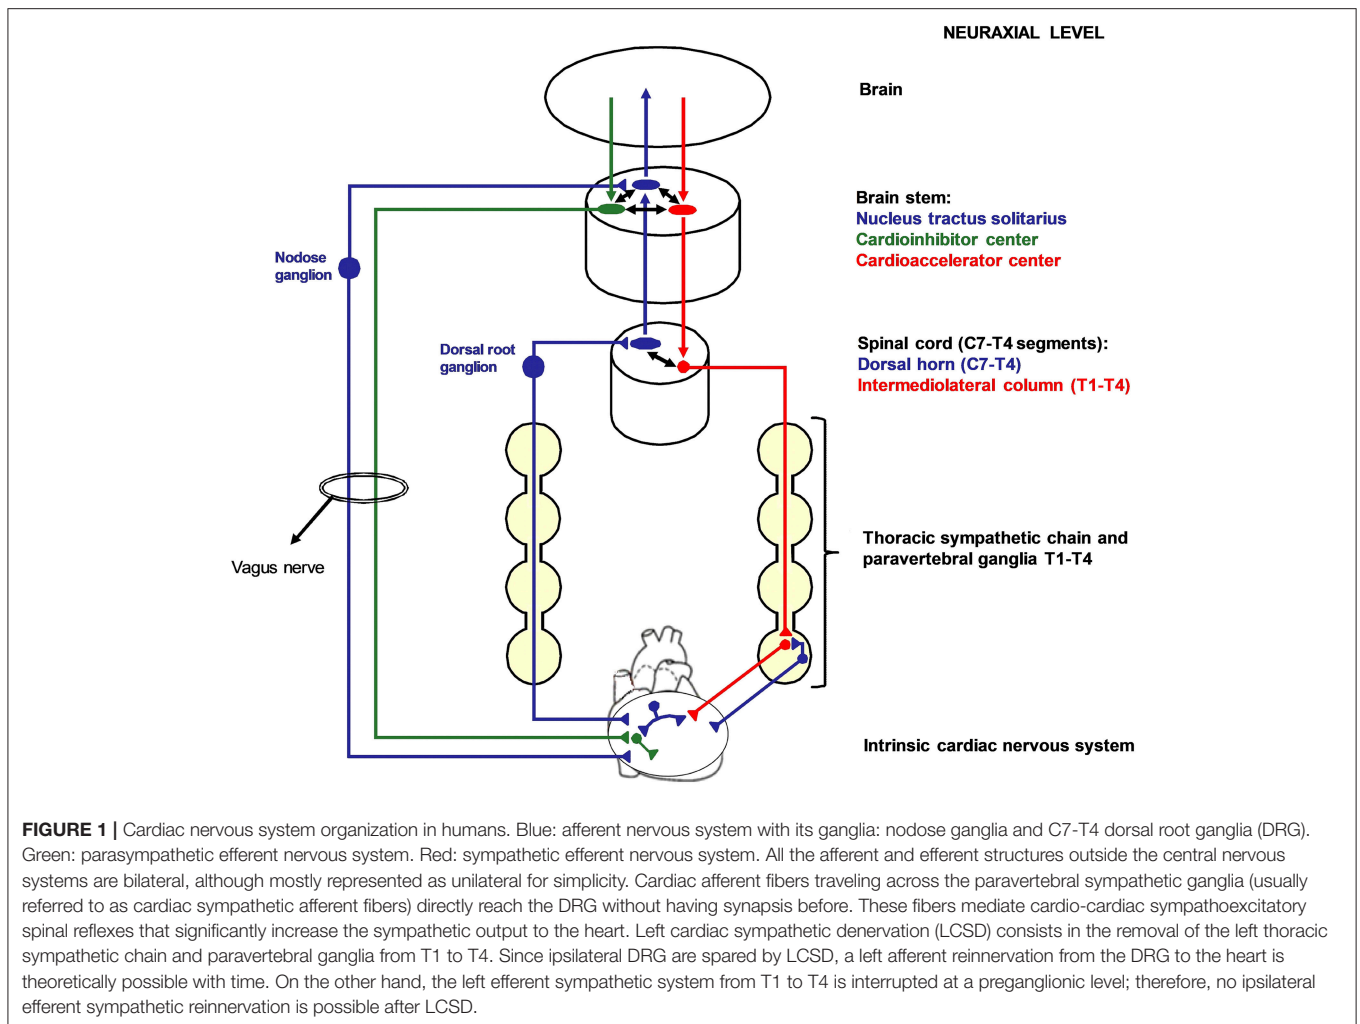 NEURAXIAL LEVEL
Brain
Brain stem:
Nucleus tractus solitarius
Cardioinhibitor center
Cardioaccelerator center
Nodose
ganglion
Spinal cord (C7-T4 segments):
Dorsal horn (C7-T4)
Intermediolateral column (T1-T4)
Dorsal root
ganglion
Vagus nerve
Thoracic sympathetic chain and
paravertebral ganglia T1-T4
Intrinsic cardiac nervous system
FIGURE 1 | Cardiac nervous system organization in humans. Blue: afferent nervous system with its ganglia: nodose ganglia and C7-T4 dorsal root ganglia (DRG).
Green: parasympathetic efferent nervous system. Red: sympathetic efferent nervous system. All the afferent and efferent structures outside the central nervous
systems are bilateral, although mostly represented as unilateral for simplicity. Cardiac afferent fibers traveling across the paravertebral sympathetic ganglia (usually
referred to as cardiac sympathetic afferent fibers) directly reach the DRG without having synapsis before. These fibers mediate cardio-cardiac sympathoexcitatory
spinal reflexes that significantly increase the sympathetic output to the heart. Left cardiac sympathetic denervation (LCSD) consists in the removal of the left thoracic
sympathetic chain and paravertebral ganglia from T1 to T4. Since ipsilateral DRG are spared by LCSD, a left afferent reinnervation from the DRG to the heart is
theoretically possible with time. On the other hand, the left efferent sympathetic system from T1 to T4 is interrupted at a preganglionic level; therefore, no ipsilateral
efferent sympathetic reinnervation is possible after LCSD.